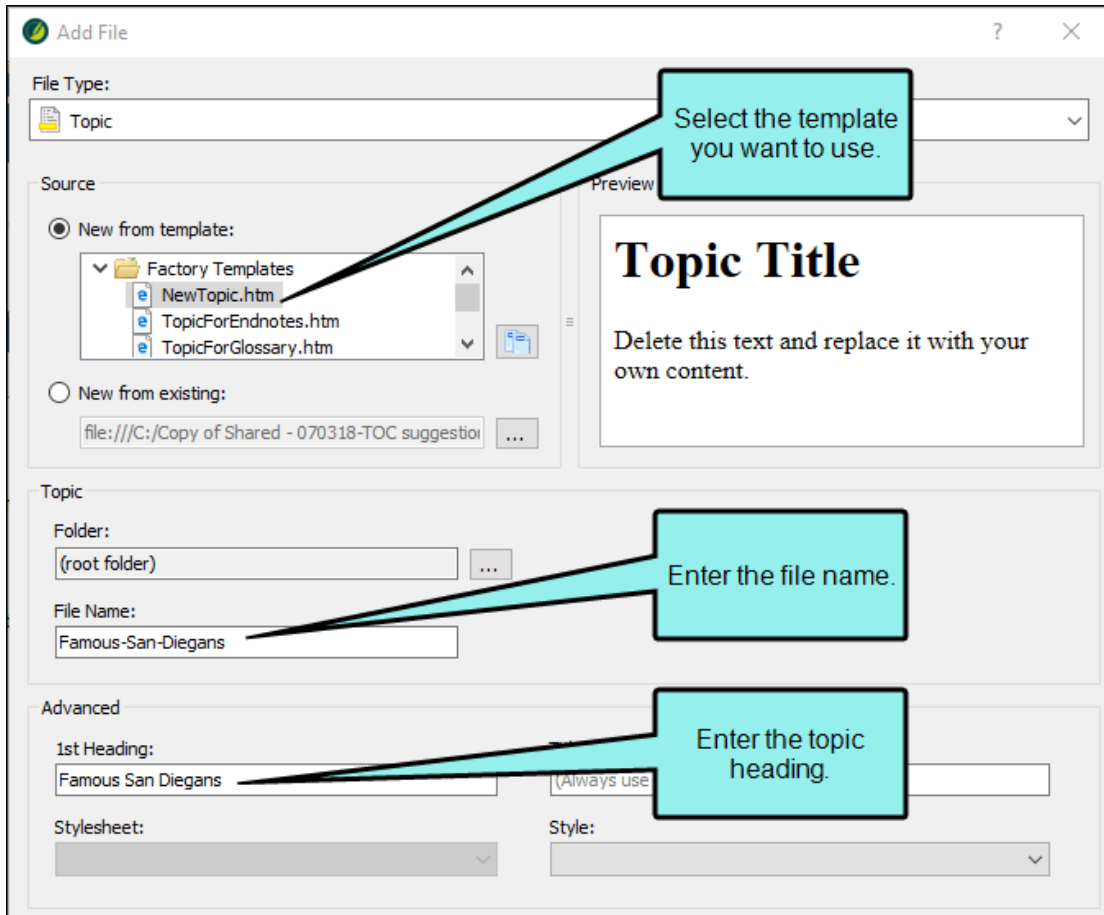 Add File
?
File Type:
Topic
Select the template
you want to use.
Source
New from template:
Factory Templates
NewTopic.htm
TopicForEndnotes.htm
TopicForGlossary.htm
New from existing:
file:///C:/Copy of Shared - 070318-TOC
...
Preview
Topic Title
Delete this text and replace it with your
own content.
Topic
Folder:
(root folder)
...
Enter the file name.
File Name:
Famous-San-Diegans
Advanced
1st Heading:
Famous San Diegans
Enter the topic
heading.
(Always use
Stylesheet:
Style: